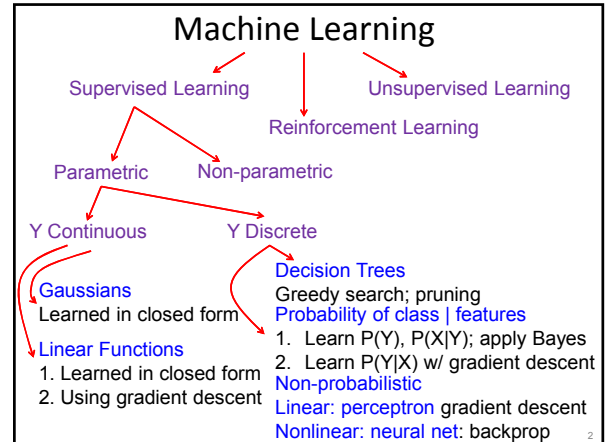 Machine Learning
Supervised Learning
Unsupervised Learning
Reinforcement Learning
Parametric
Non-parametric
Y Continuous
Y Discrete
Gaussians
Learned in closed form
Linear Functions
1. Learned in closed form
2. Using gradient descent
Decision Trees
Greedy search; pruning
Probability of class | features
1. Learn P(Y), P(X|Y); apply Bayes
2. Learn P(Y|X) w/ gradient descent
Non-probabilistic
Linear: perceptron gradient descent
Nonlinear: neural net: backprop
2